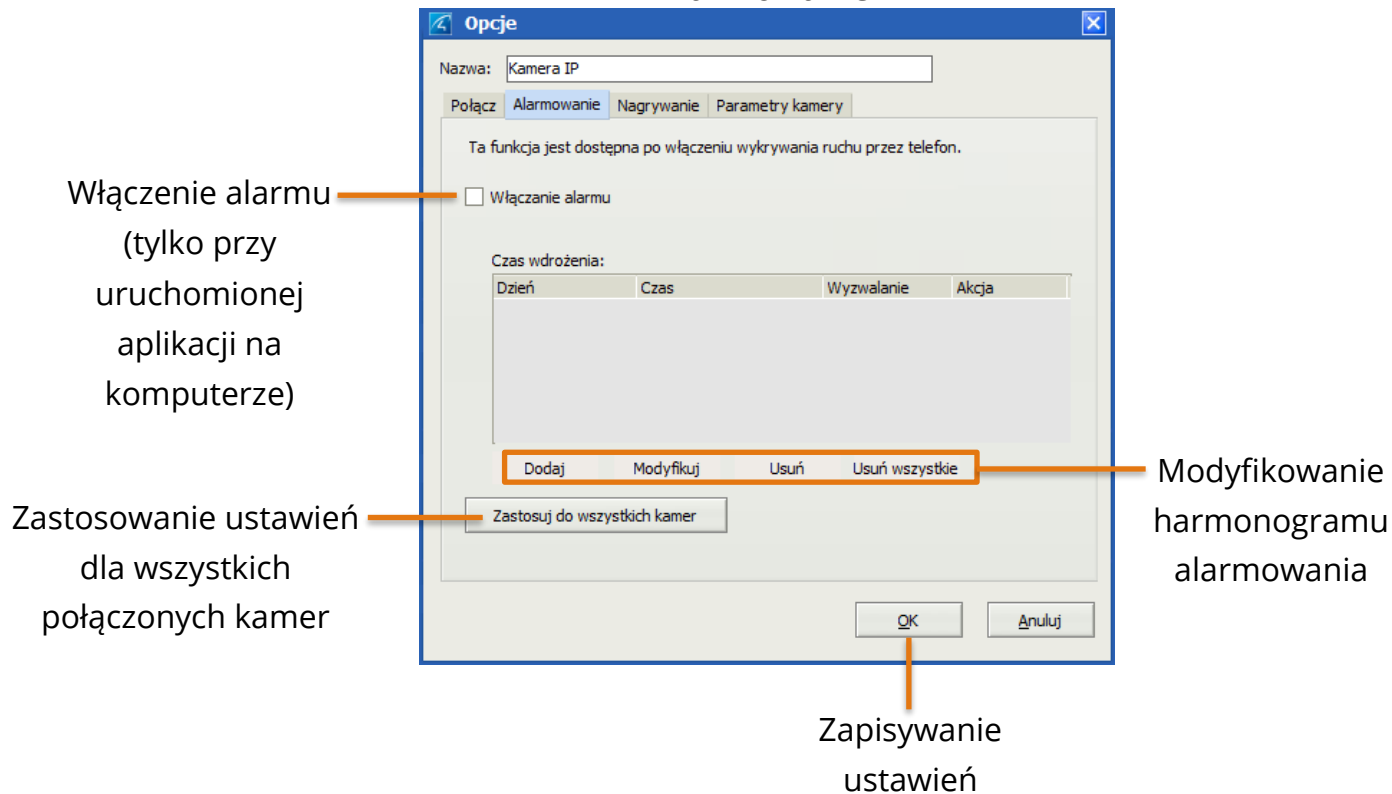 Opcje
Nazwa: Kamera IP
Połącz Alarmowanie Nagrywanie Parametry kamery
Ta funkcja jest dostępna po włączeniu wykrywania ruchu przez telefon.
Włączanie alarmu
Włączenie alarmu
(tylko przy
uruchomionej
aplikacji na
komputerze)
Czas wdrożenia:
Dzień Czas Wyzwalanie Akcja
Dodaj Modyfikuj Usuń Usuń wszystkie
Modyfikowanie
harmonogramu
alarmowania
Zastosuj do wszystkich kamer
Zastosowanie ustawień
dla wszystkich
połączonych kamer
OK Anuluj
Zapisywanie
ustawień